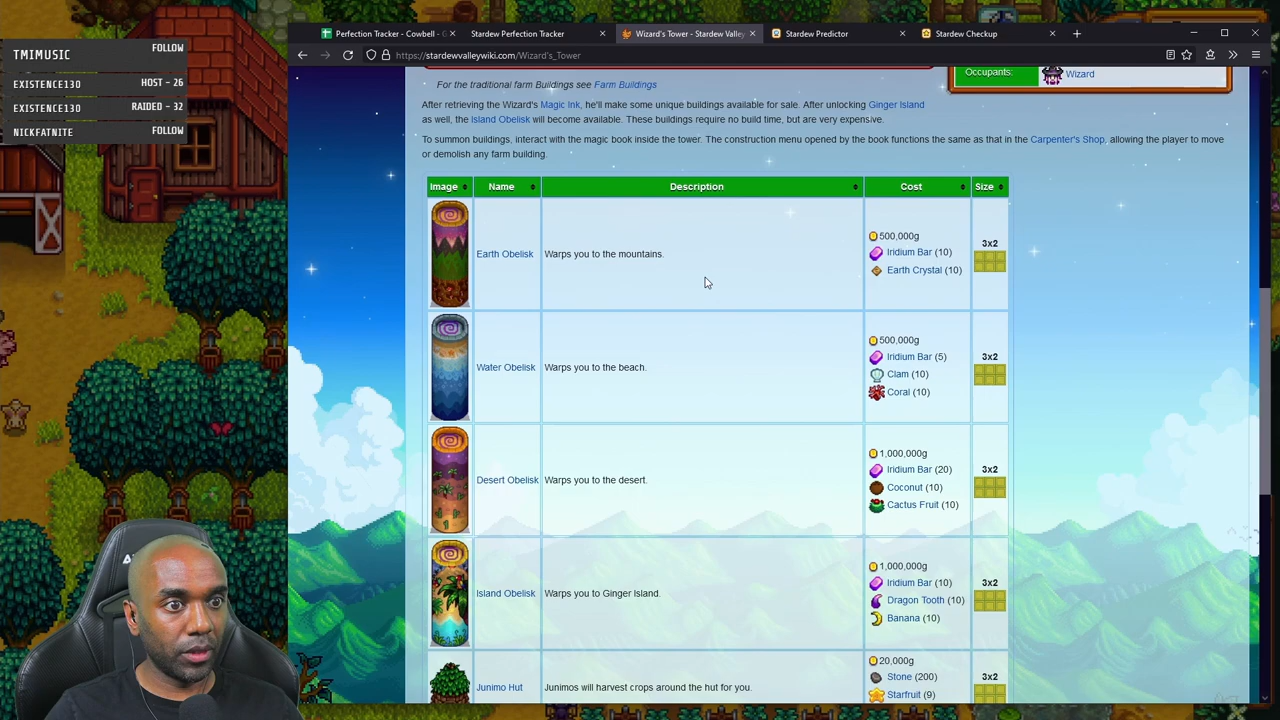 TMIMUSIC FOLLOW
EXISTENCE130 HOST - 26
EXISTENCE130 RAIDED - 32
NICKFATNITE FOLLOW
Perfection Tracker - Cowbell - G
Stardew Perfection Tracker
Wizard's Tower - Stardew Valley
Stardew Predictor
Stardew Checkup
https://stardewvalleywiki.com/Wizard's_Tower
Occupants: Wizard
For the traditional farm Buildings see Farm Buildings
After retrieving the Wizard's Magic Ink, he'll make some unique buildings available for sale. After unlocking Ginger Island
as well, the Island Obelisk will become available. These buildings require no build time, but are very expensive.
To summon buildings, interact with the magic book inside the tower. The construction menu opened by the book functions the same as that in the Carpenter's Shop, allowing the player to move
or demolish any farm building.
Image Name Description Cost Size
Earth Obelisk
Warps you to the mountains.
500,000g
Iridium Bar (10)
Earth Crystal (10)
3x2
Water Obelisk
Warps you to the beach.
500,000g
Iridium Bar (5)
Clam (10)
Coral (10)
3x2
Desert Obelisk
Warps you to the desert.
1,000,000g
Iridium Bar (20)
Coconut (10)
Cactus Fruit (10)
3x2
Island Obelisk
Warps you to Ginger Island.
1,000,000g
Iridium Bar (10)
Dragon Tooth (10)
Banana (10)
3x2
Junimo Hut
Junimos will harvest crops around the hut for you.
20,000g
Stone (200)
Starfruit (9)
3x2